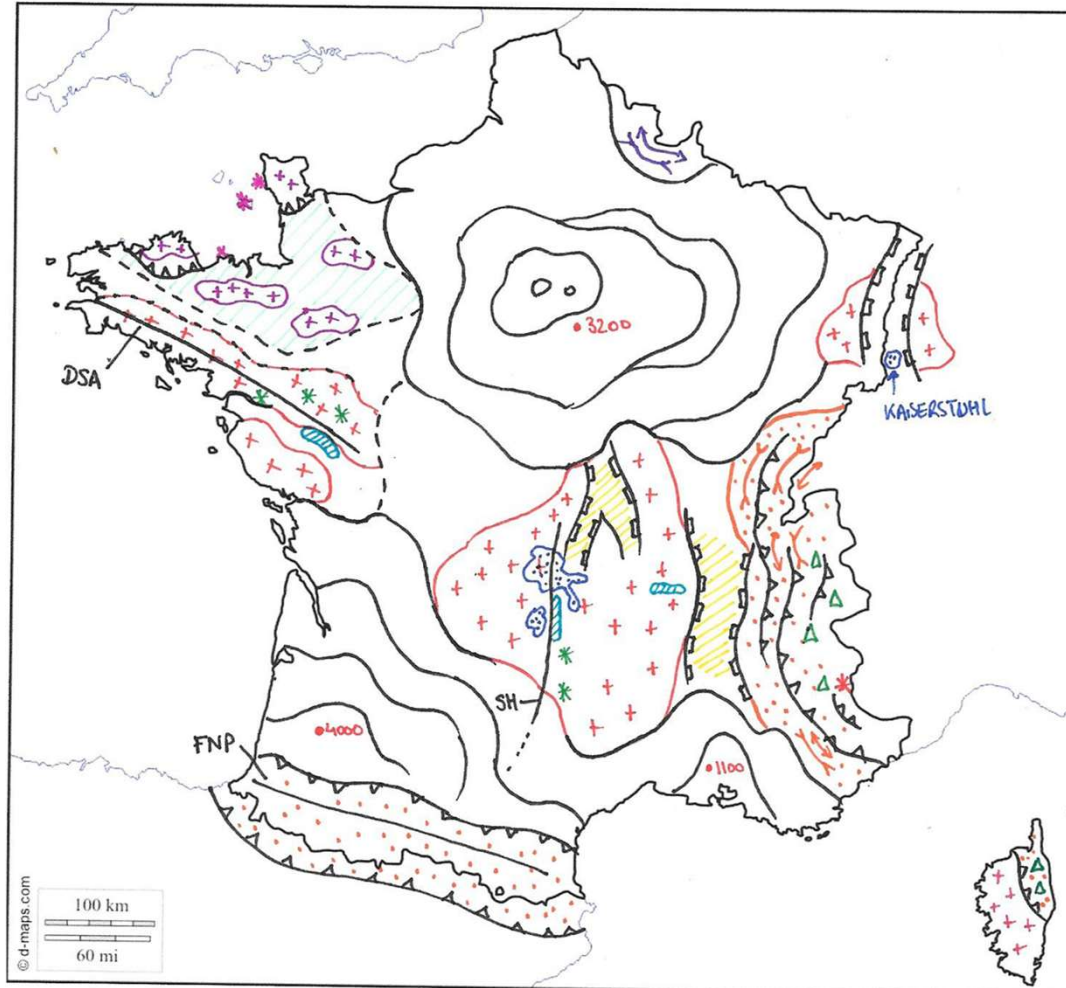 •3200
DSA
KAISERSTUHL
SH
•4000
FNP
•1100
100 km
60 mi
© d-maps.com